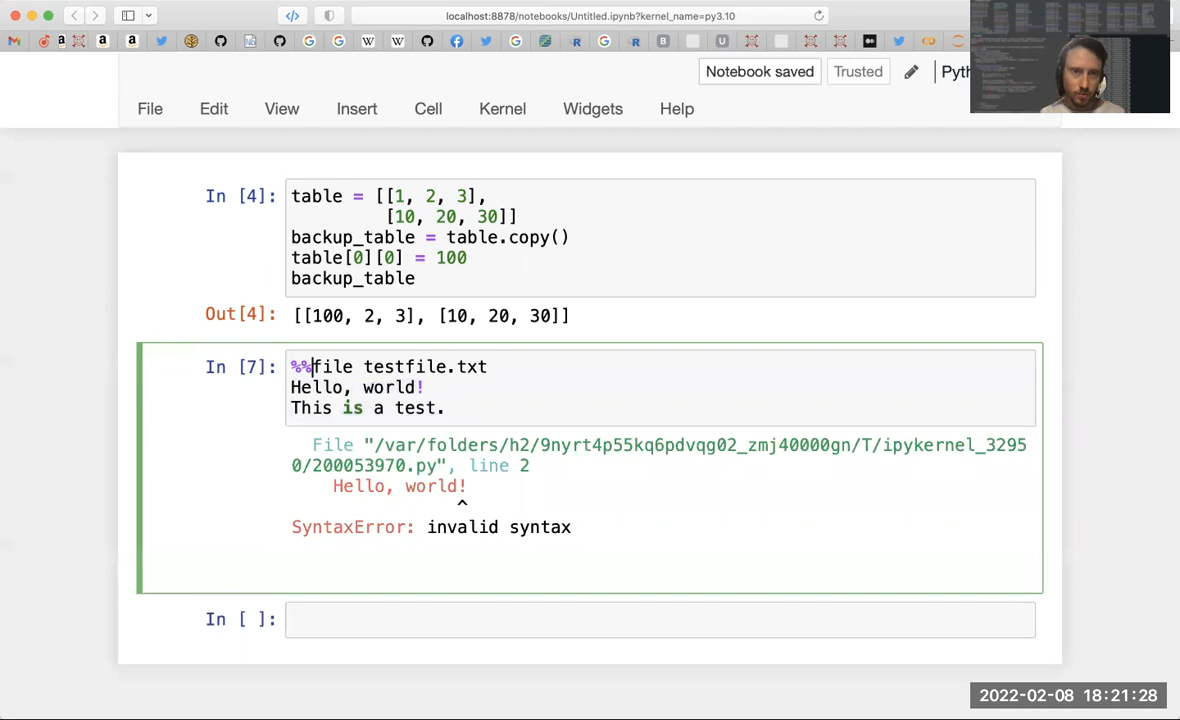 localhost:8878/notebooks/Untitled.ipynb?kernel_name=py3.10
Notebook saved
Trusted
Pyth
File Edit View Insert Cell Kernel Widgets Help
In [4]:
table = [[1, 2, 3],
[10, 20, 30]]
backup_table = table.copy()
table[0][0] = 100
backup_table
Out[4]: [[100, 2, 3], [10, 20, 30]]
In [7]:
%%file testfile.txt
Hello, world!
This is a test.
File "/var/folders/h2/9nyrt4p55kq6pdvqg02_zmj40000gn/T/ipykernel_3295
0/200053970.py", line 2
Hello, world!
^
SyntaxError: invalid syntax
In [ ]:
2022-02-08 18:21:28